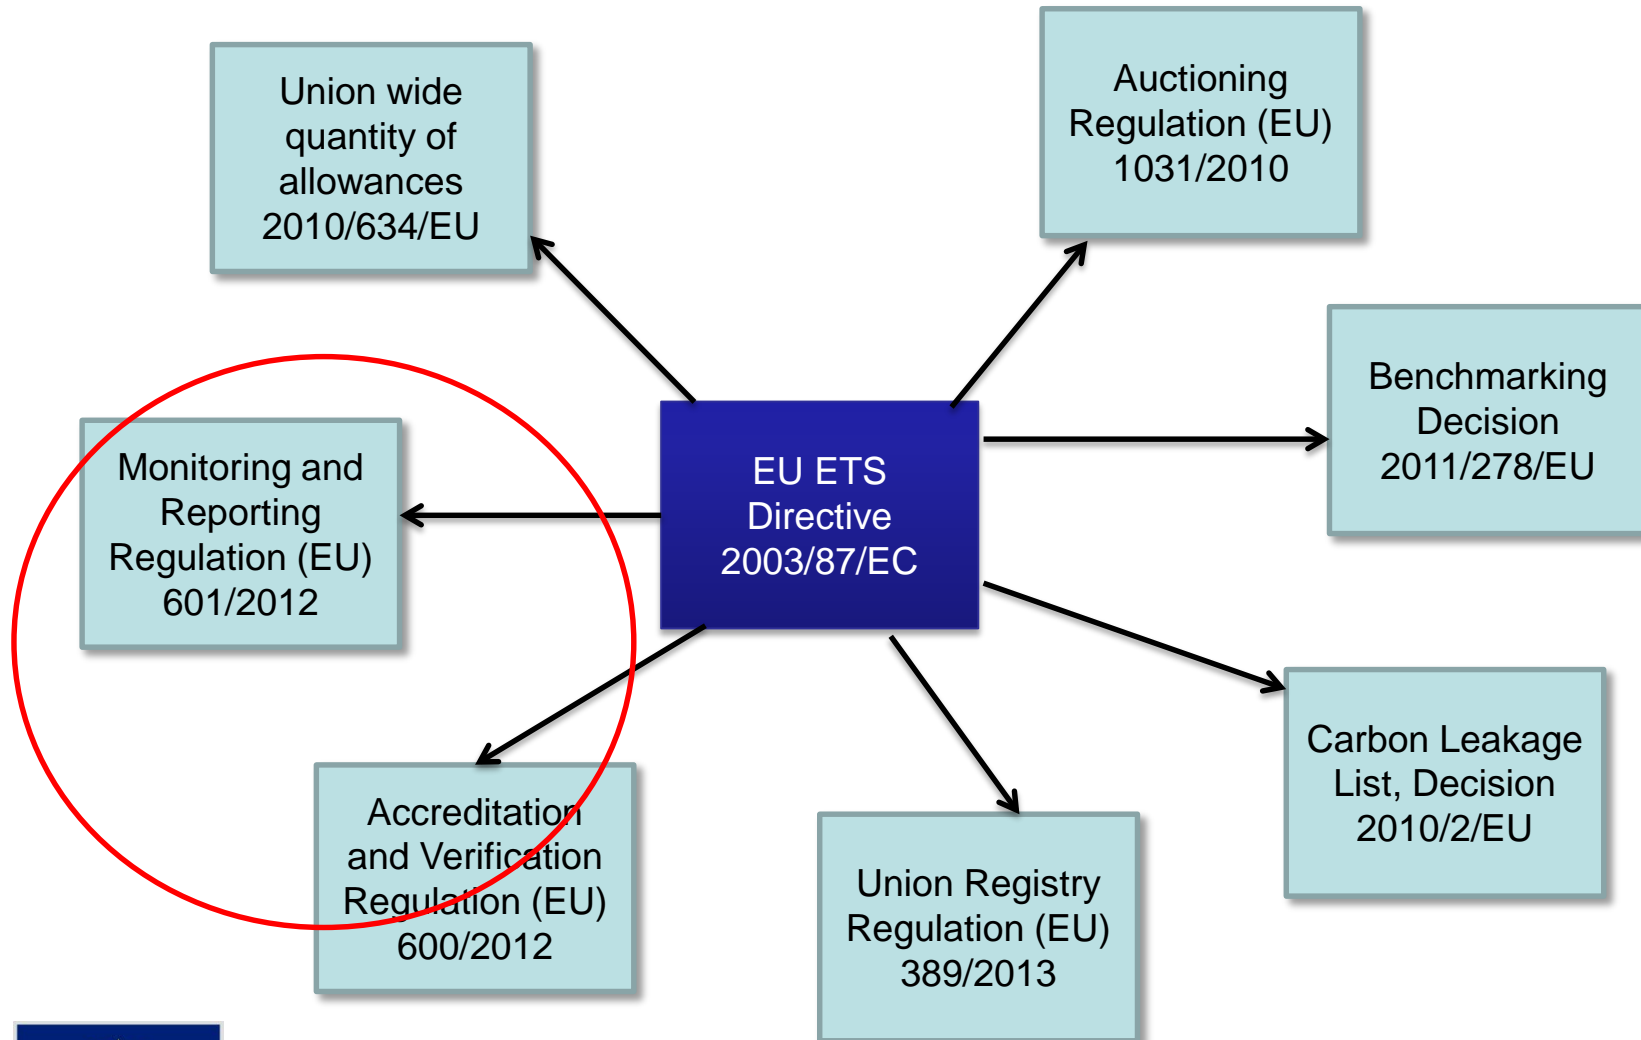 Union wide
quantity of
allowances
2010/634/EU
Auctioning
Regulation (EU)
1031/2010
Benchmarking
Decision
2011/278/EU
Monitoring and
Reporting
Regulation (EU)
601/2012
EU ETS
Directive
2003/87/EC
Carbon Leakage
List, Decision
2010/2/EU
Accreditation
and Verification
Regulation (EU)
600/2012
Union Registry
Regulation (EU)
389/2013